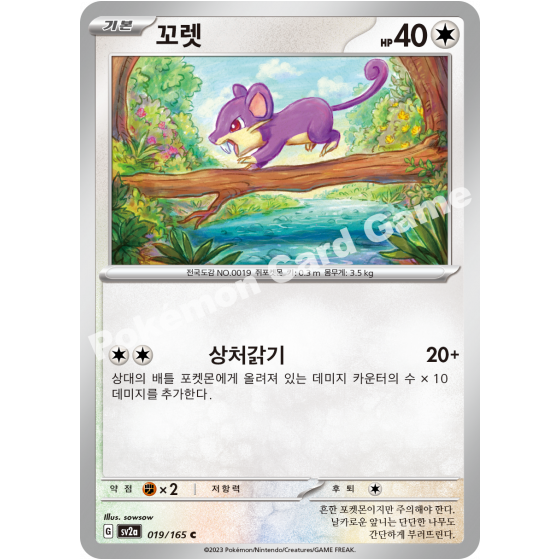 기본 꼬렛 HP 40
전국도감 NO.0019 쥐포켓몬 키: 0.3 m 몸무게: 3.5 kg
상처갉기 20+
상대의 배틀 포켓몬에게 올려져 있는 데미지 카운터의 수 × 10
데미지를 추가한다.
Pokémon Card Game
약점 ×2 저항력 후퇴
Illus. sowsow
G sv2a 019/165 C
흔한 포켓몬이지만 주의해야 한다.
날카로운 앞니는 단단한 나무도
간단하게 부러뜨린다.
©2023 Pokémon/Nintendo/Creatures/GAME FREAK.